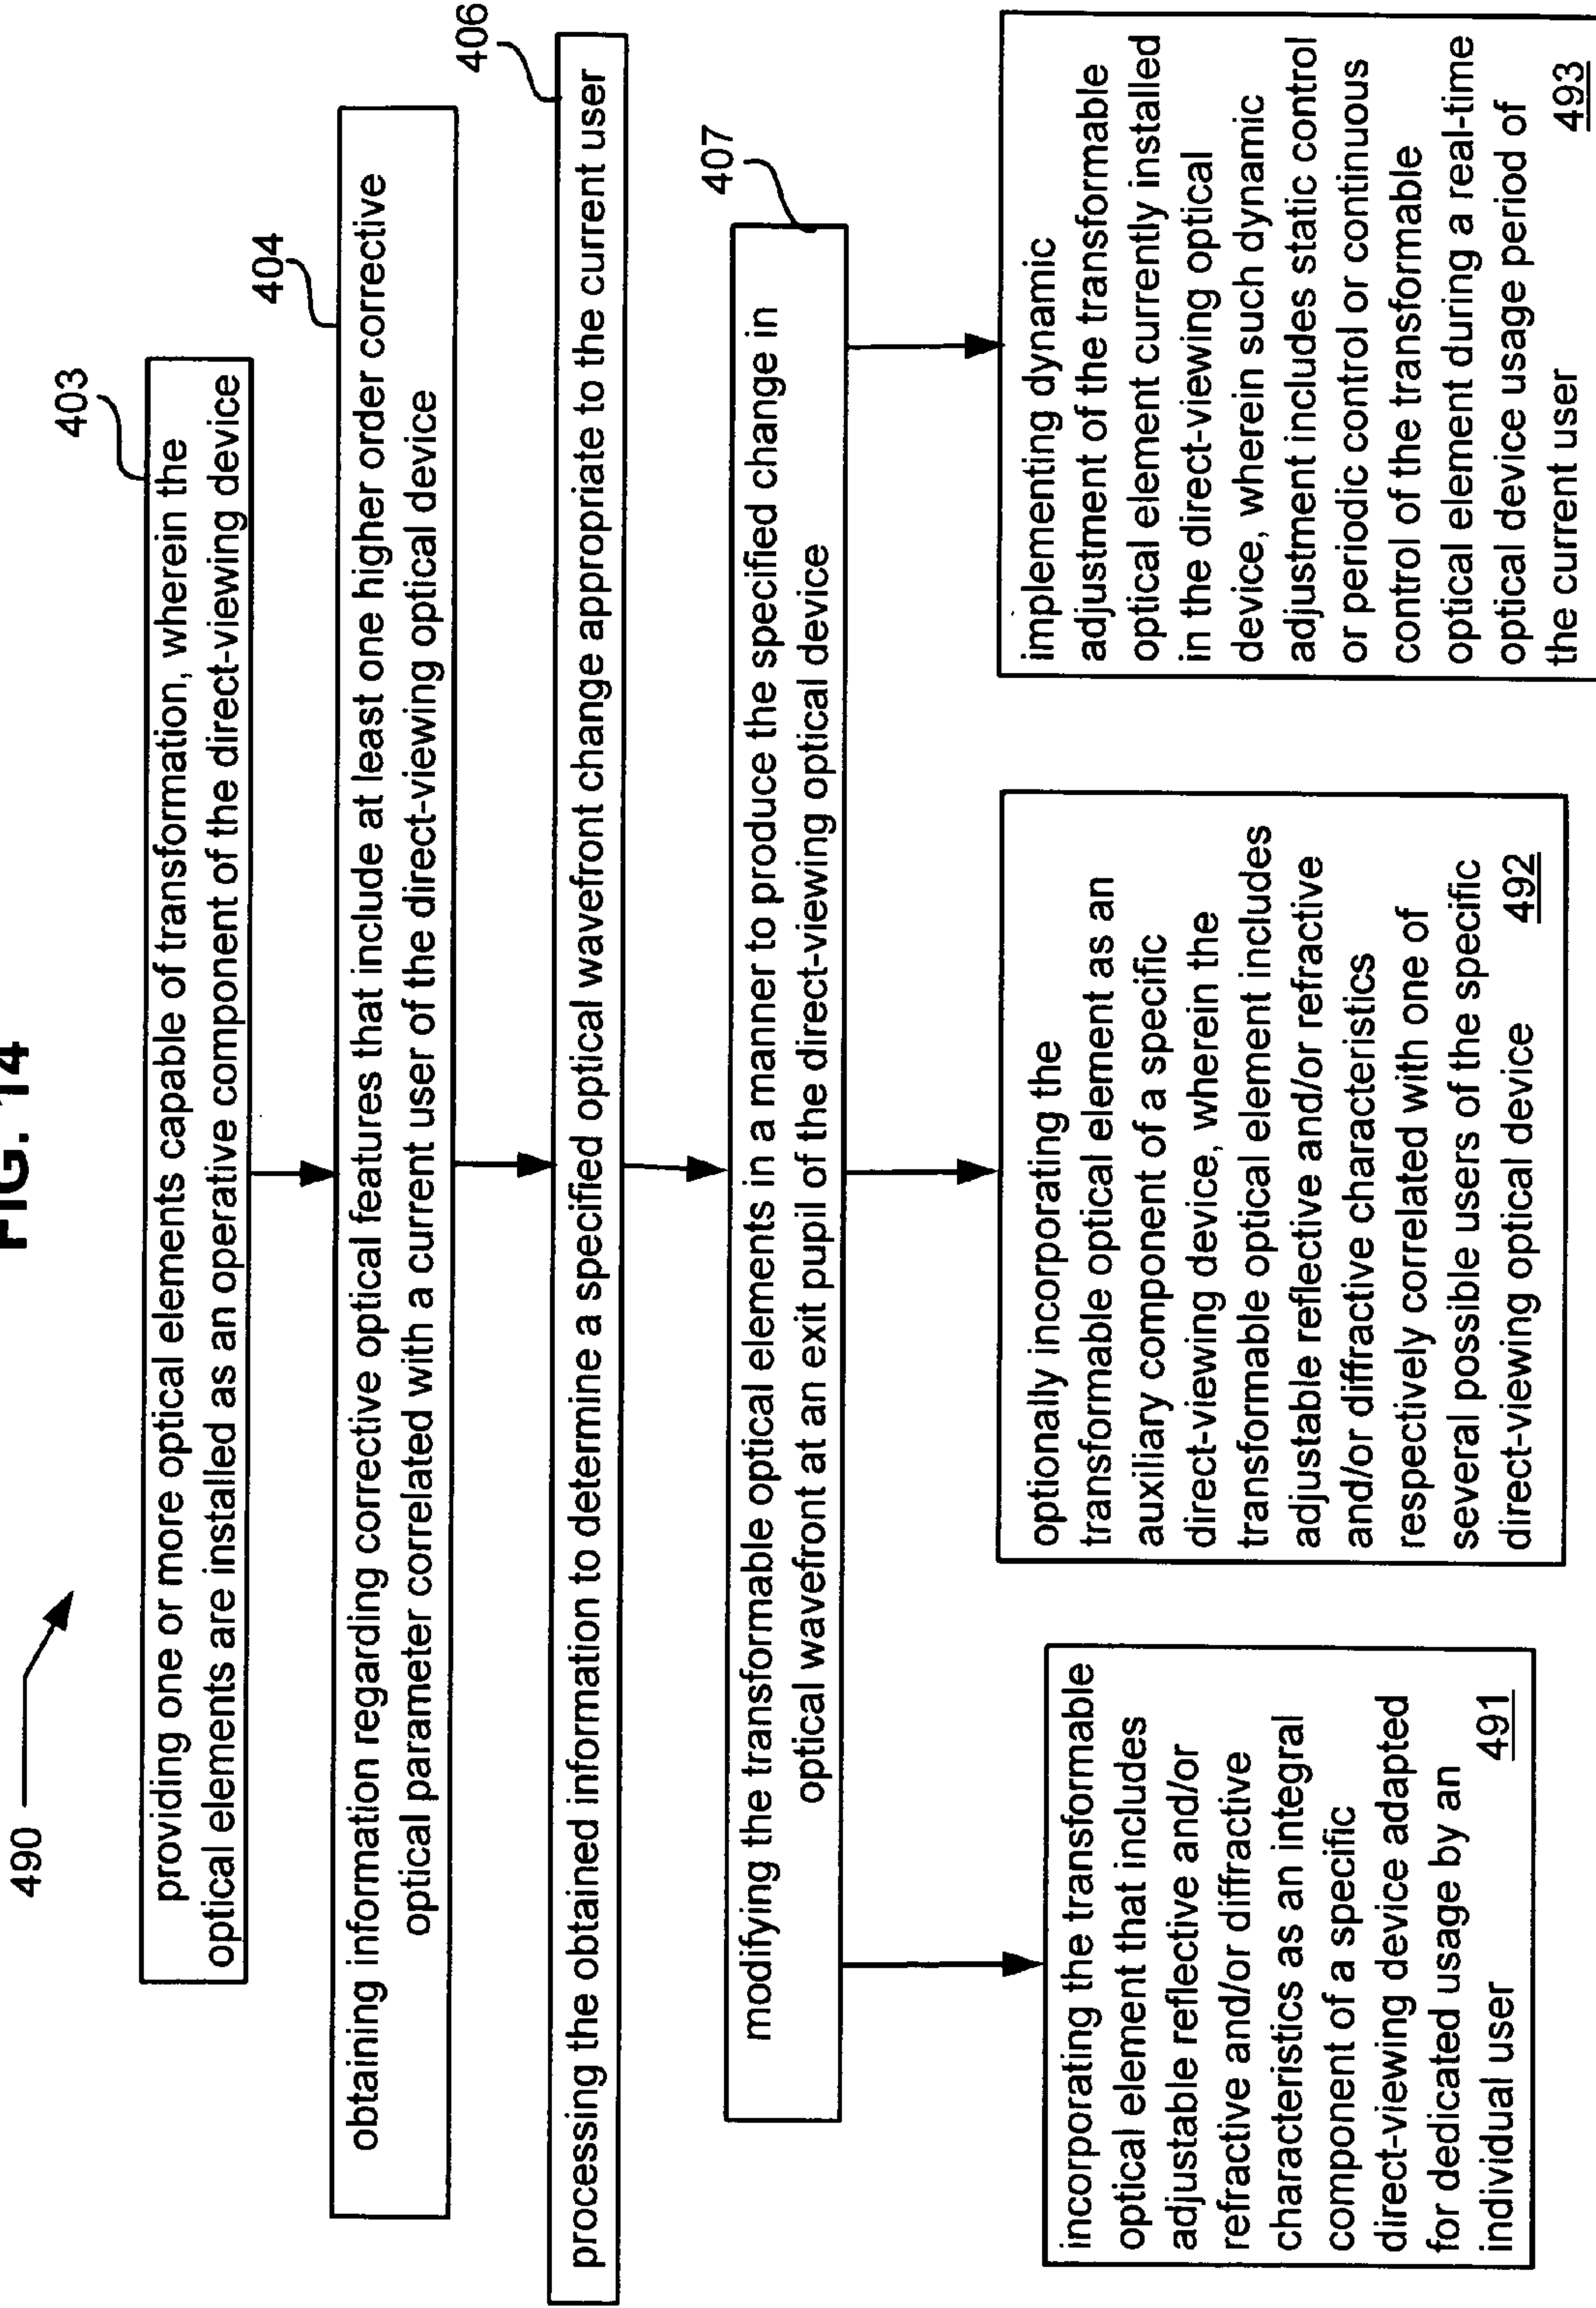 FIG. 14
490
403
providing one or more optical elements capable of transformation, wherein the
optical elements are installed as an operative component of the direct-viewing device
404
obtaining information regarding corrective optical features that include at least one higher order corrective
optical parameter correlated with a current user of the direct-viewing optical device
406
processing the obtained information to determine a specified optical wavefront change appropriate to the current user
407
modifying the transformable optical elements in a manner to produce the specified change in
optical wavefront at an exit pupil of the direct-viewing optical device
incorporating the transformable
optical element that includes
adjustable reflective and/or
refractive and/or diffractive
characteristics as an integral
component of a specific
direct-viewing device adapted
for dedicated usage by an
individual user
491
optionally incorporating the
transformable optical element as an
auxiliary component of a specific
direct-viewing device, wherein the
transformable optical element includes
adjustable reflective and/or refractive
and/or diffractive characteristics
respectively correlated with one of
several possible users of the specific
direct-viewing optical device
492
implementing dynamic
adjustment of the transformable
optical element currently installed
in the direct-viewing optical
device, wherein such dynamic
adjustment includes static control
or periodic control or continuous
control of the transformable
optical element during a real-time
optical device usage period of
the current user
493